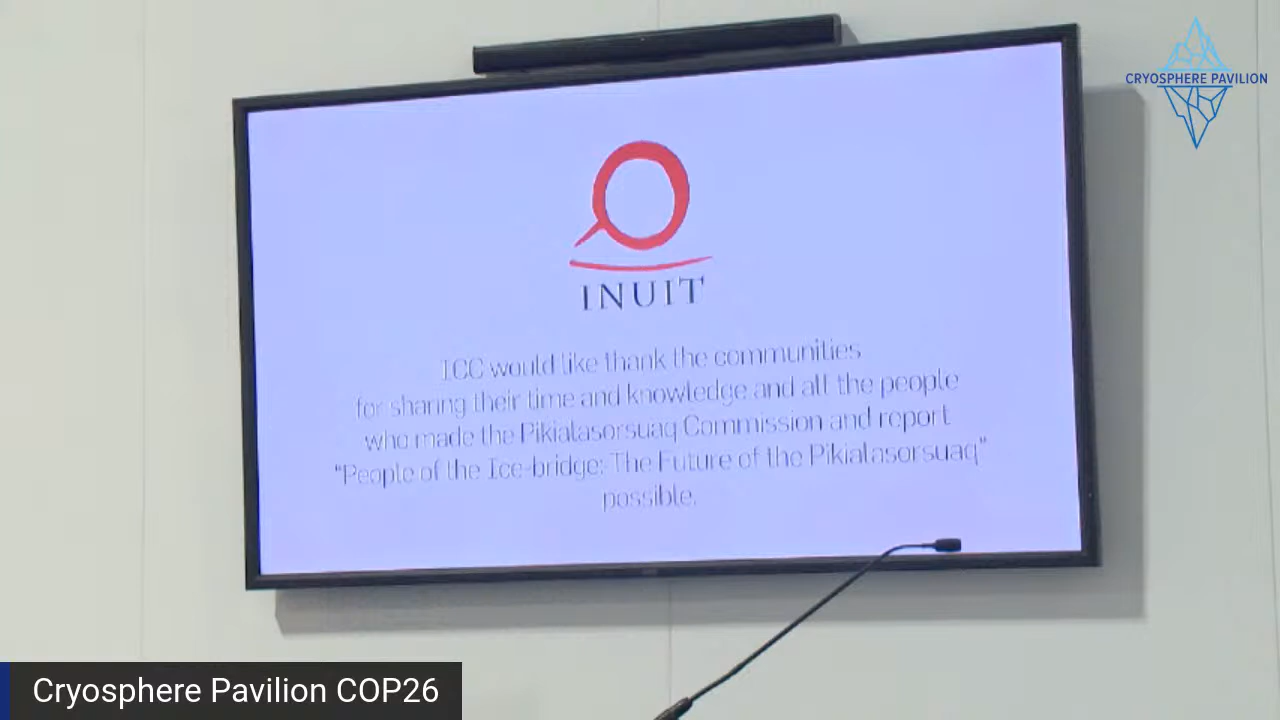 CRYOSPHERE PAVILION
INUIT
ICC would like thank the communities
for sharing their time and knowledge and all the people
who made the Pikialasorsuaq Commission and report
“People of the Ice-bridge: The Future of the Pikialasorsuaq”
possible.
Cryosphere Pavilion COP26